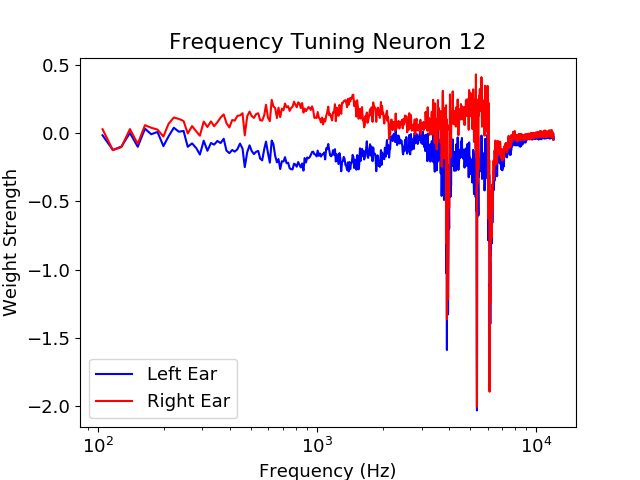 Frequency Tuning Neuron 12
0.5
0.0
−0.5
−1.0
−1.5
−2.0
Weight Strength
Left Ear
Right Ear
10²
10³
10⁴
Frequency (Hz)